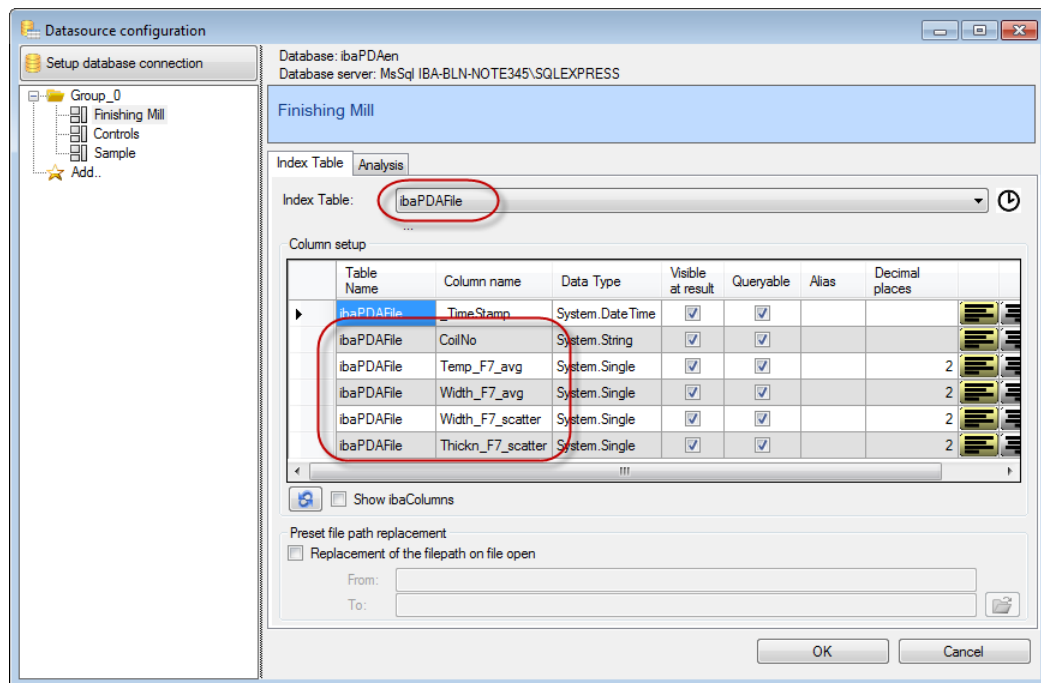 Datasource configuration
Setup database connection
Group_0
Finishing Mill
Controls
Sample
Add..
Database: ibaPDAen
Database server: MsSql IBA-BLN-NOTE345\SQLEXPRESS
Finishing Mill
Index Table Analysis
Index Table: ibaPDAFile
...
Column setup
Table Name Column name Data Type Visible at result Queryable Alias Decimal places
ibaPDAFile _TimeStamp System.DateTime
ibaPDAFile CoilNo System.String
ibaPDAFile Temp_F7_avg System.Single 2
ibaPDAFile Width_F7_avg System.Single 2
ibaPDAFile Width_F7_scatter System.Single 2
ibaPDAFile Thickn_F7_scatter System.Single 2
Show ibaColumns
Preset file path replacement
Replacement of the filepath on file open
From:
To:
OK Cancel